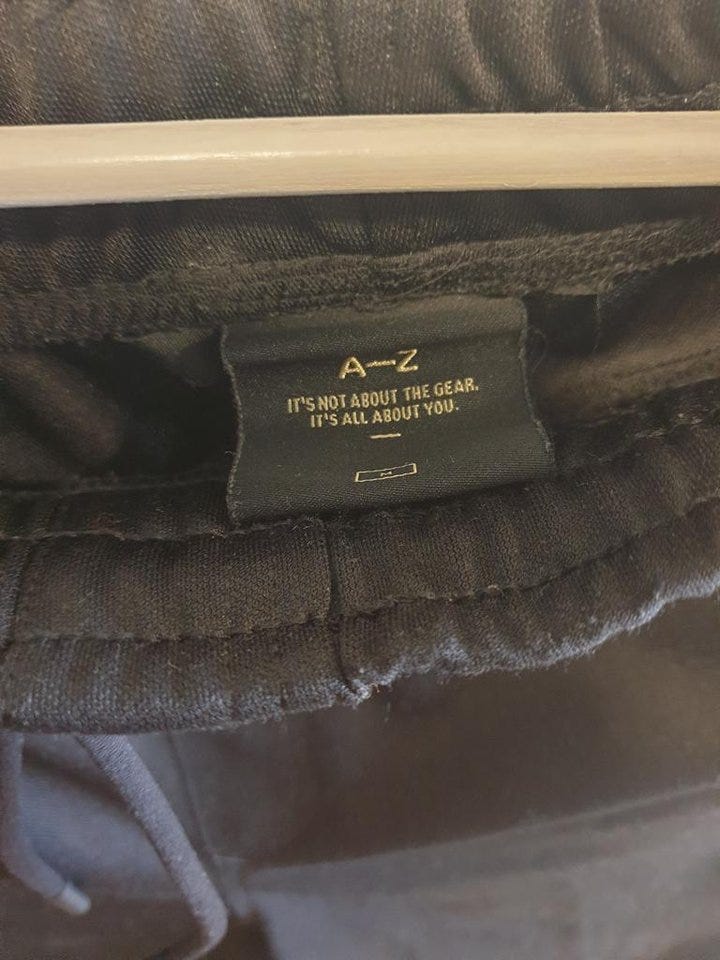 A–Z
IT'S NOT ABOUT THE GEAR.
IT'S ALL ABOUT YOU.
M